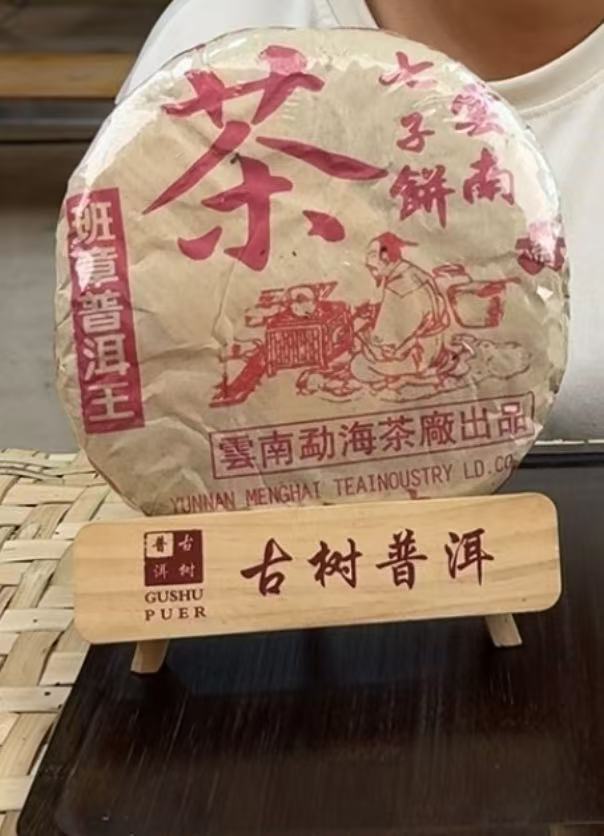 茶
雲南
七子餅
班章普洱王
雲南勐海茶廠出品
YUNNAN MENGHAI TEAINOUSTRY LD.CO
古树
普洱
GUSHU
PUER
古树普洱